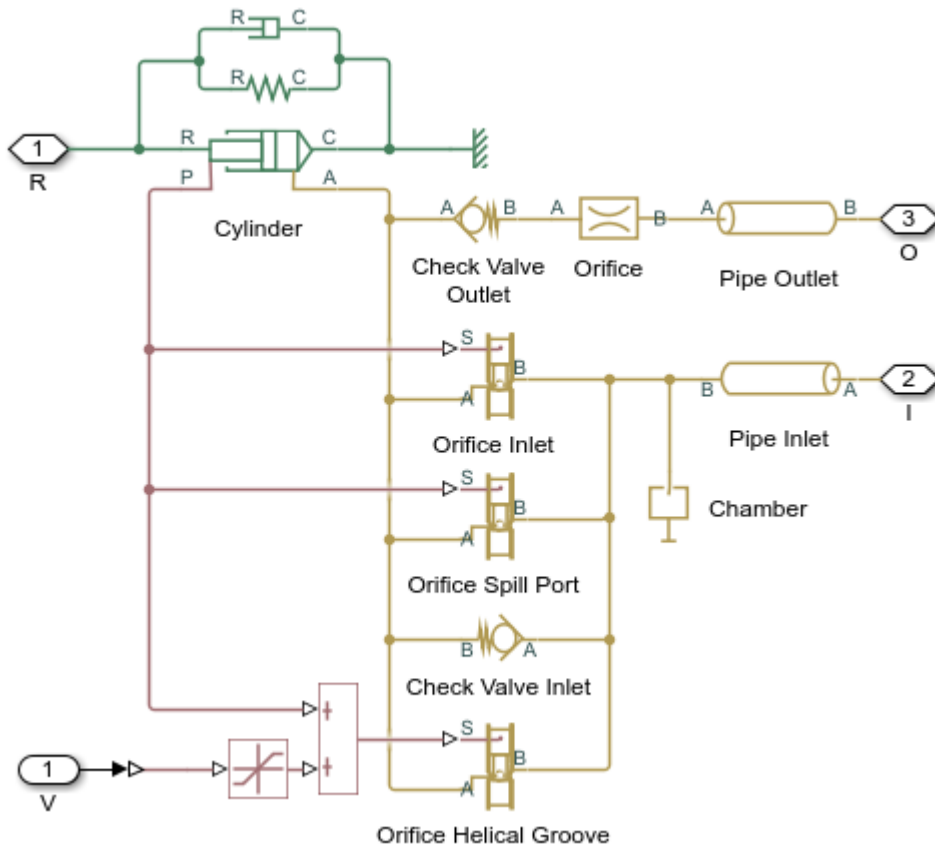 R C
R C
1 R C
R P A
Cylinder
A B A B A B 3
Check Valve Outlet Orifice Pipe Outlet O
S
B
A B A 2
Orifice Inlet Pipe Inlet I
S
B
A
Chamber
Orifice Spill Port
B A
Check Valve Inlet
+
S
B
1 +
V A
Orifice Helical Groove